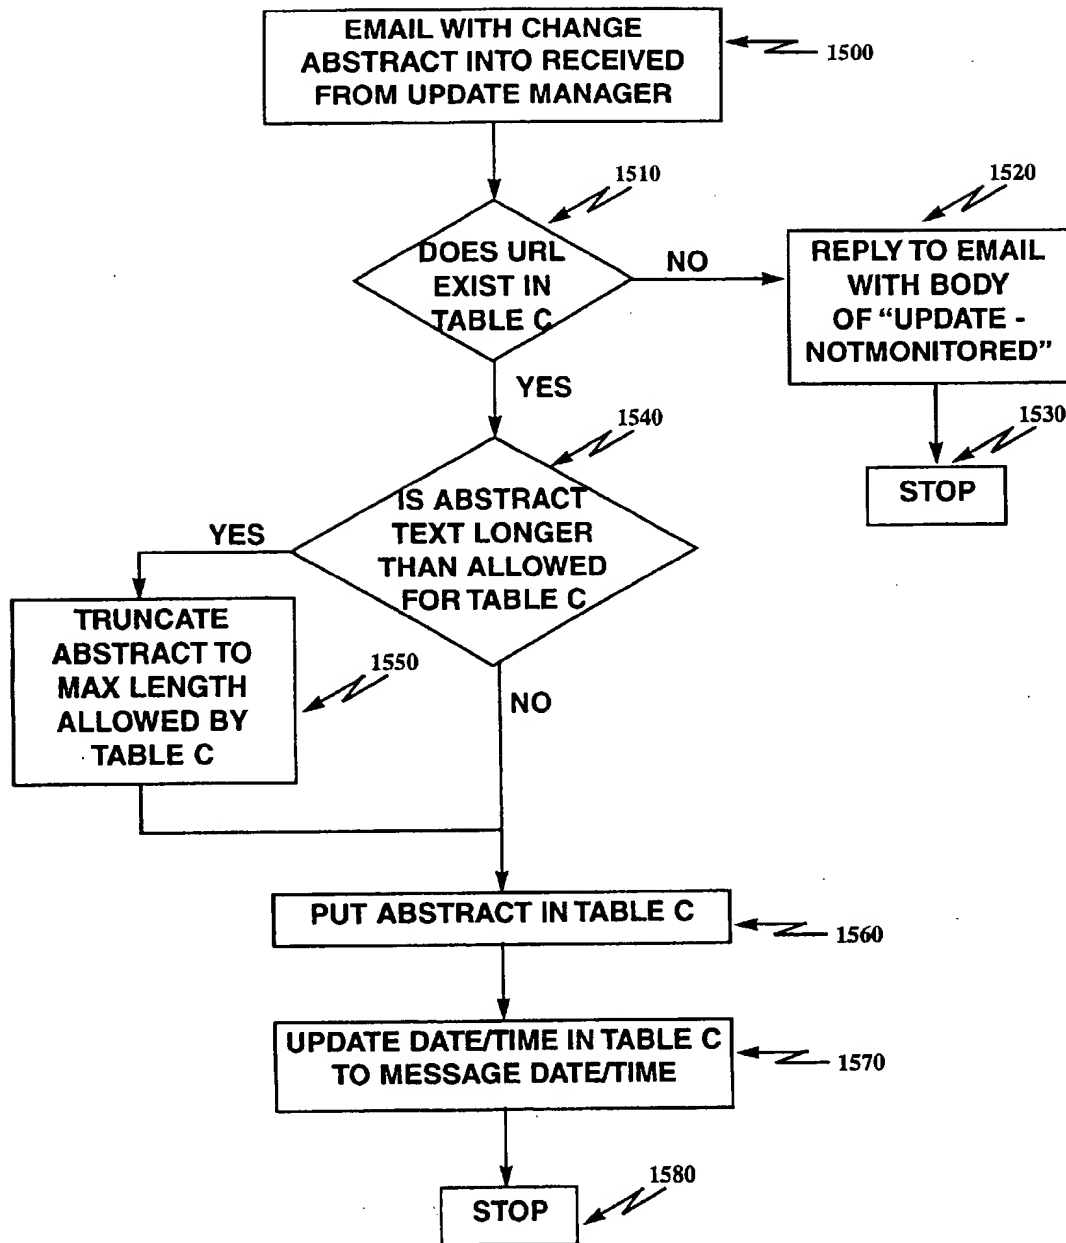 EMAIL WITH CHANGE
ABSTRACT INTO RECEIVED
FROM UPDATE MANAGER
1500
1510
DOES URL
EXIST IN
TABLE C
NO
1520
REPLY TO EMAIL
WITH BODY
OF “UPDATE -
NOTMONITORED”
YES
1530
STOP
1540
IS ABSTRACT
TEXT LONGER
THAN ALLOWED
FOR TABLE C
YES
TRUNCATE
ABSTRACT TO
MAX LENGTH
ALLOWED BY
TABLE C
1550
NO
PUT ABSTRACT IN TABLE C
1560
UPDATE DATE/TIME IN TABLE C
TO MESSAGE DATE/TIME
1570
1580
STOP